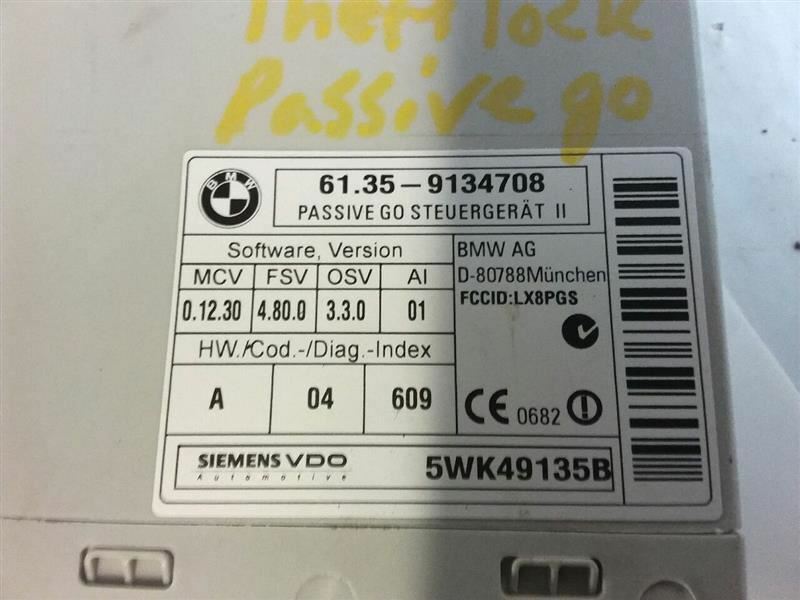 Theft lock
Passive go
BMW
61.35-9134708
PASSIVE GO STEUERGERÄT II
Software, Version
MCV FSV OSV AI
0.12.30 4.80.0 3.3.0 01
HW./Cod.-/Diag.-Index
A 04 609
BMW AG
D-80788München
FCCID:LX8PGS
CE 0682
SIEMENS VDO
Automotive
5WK49135B